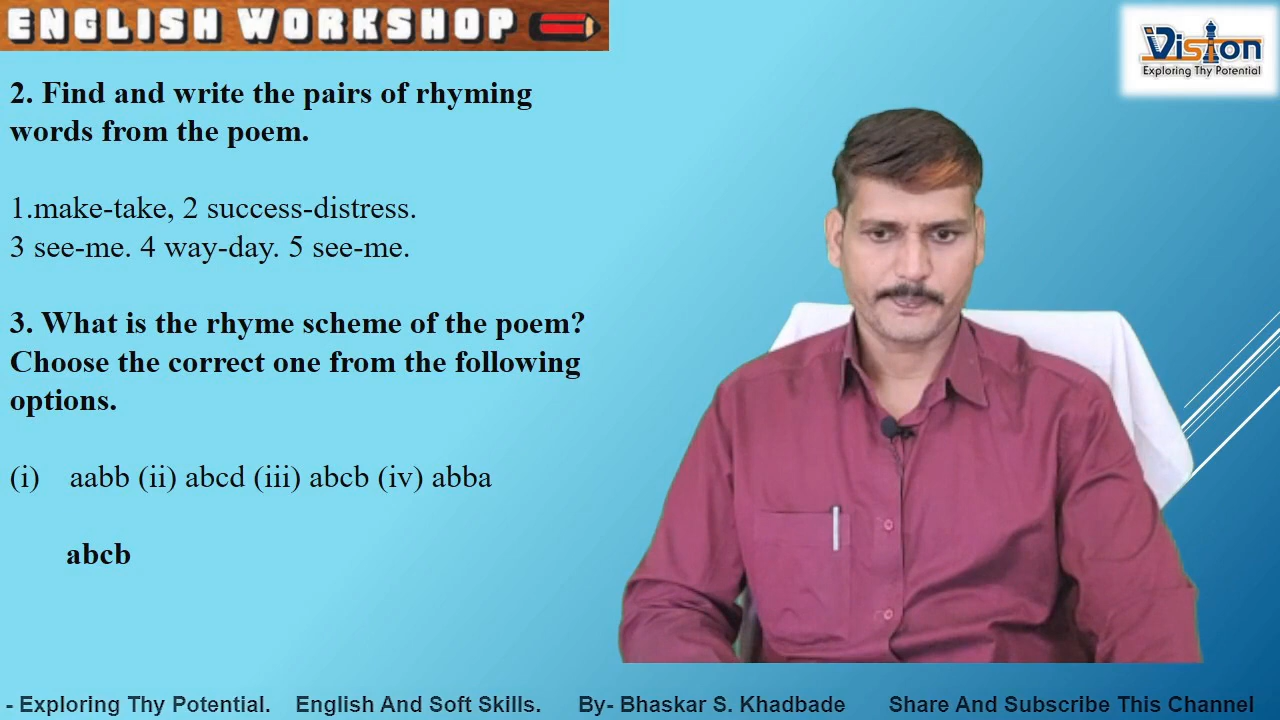 ENGLISH WORKSHOP
Vision
Exploring Thy Potential
2. Find and write the pairs of rhyming
words from the poem.
1.make-take, 2 success-distress.
3 see-me. 4 way-day. 5 see-me.
3. What is the rhyme scheme of the poem?
Choose the correct one from the following
options.
(i) aabb (ii) abcd (iii) abcb (iv) abba
abcb
- Exploring Thy Potential. English And Soft Skills. By- Bhaskar S. Khadbade Share And Subscribe This Channel